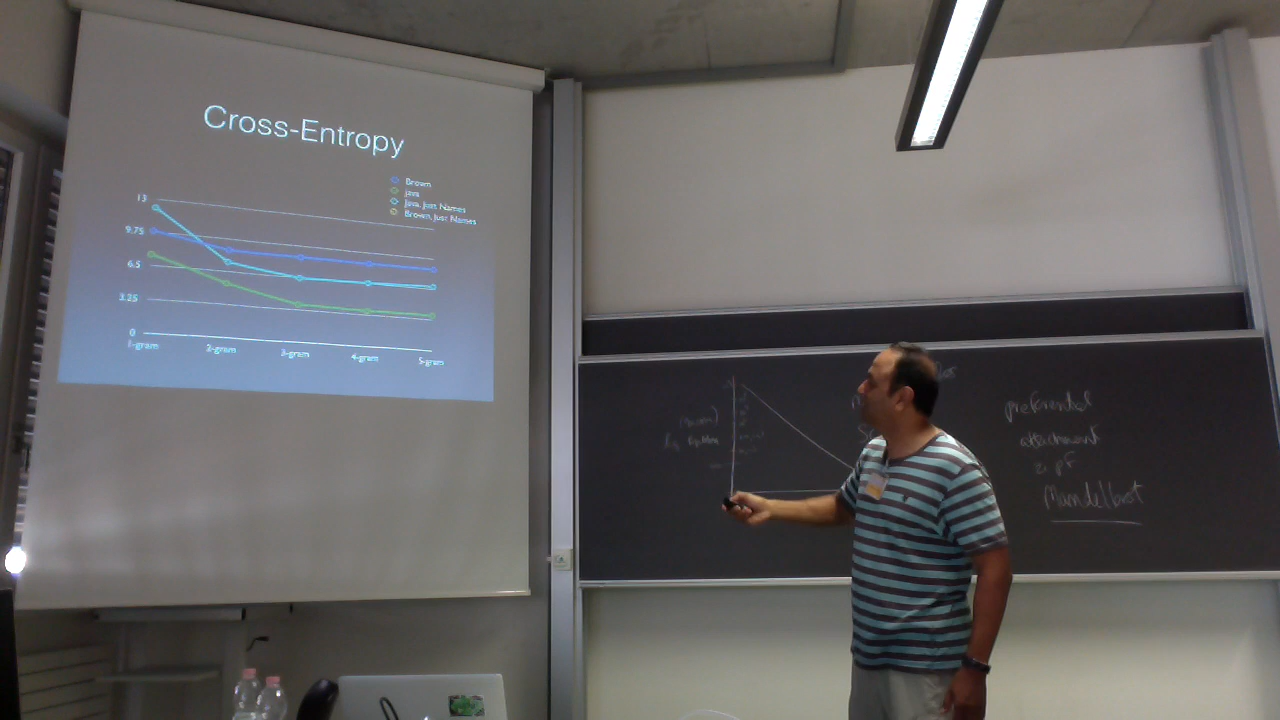 Cross-Entropy
Brown
Java
Java, Just Names
Brown, Just Names
13
9.75
6.5
3.25
0
1-gram
2-gram
3-gram
4-gram
5-gram
preferential
attachment
zipf
Mandelbrot